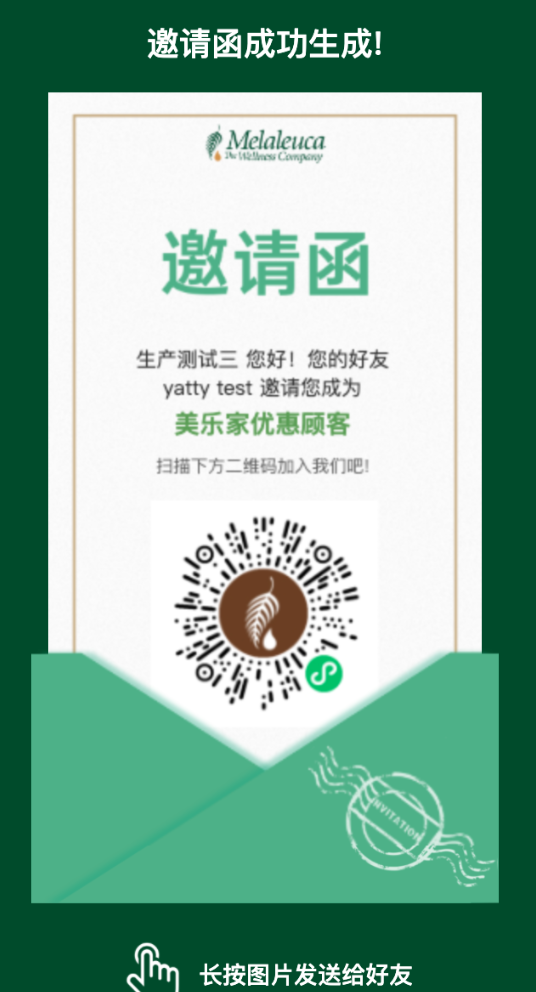 邀请函成功生成!
Melaleuca
The Wellness Company
邀请函
生产测试三 您好！您的好友
yatty test 邀请您成为
美乐家优惠顾客
扫描下方二维码加入我们吧!
INVITATION
长按图片发送给好友